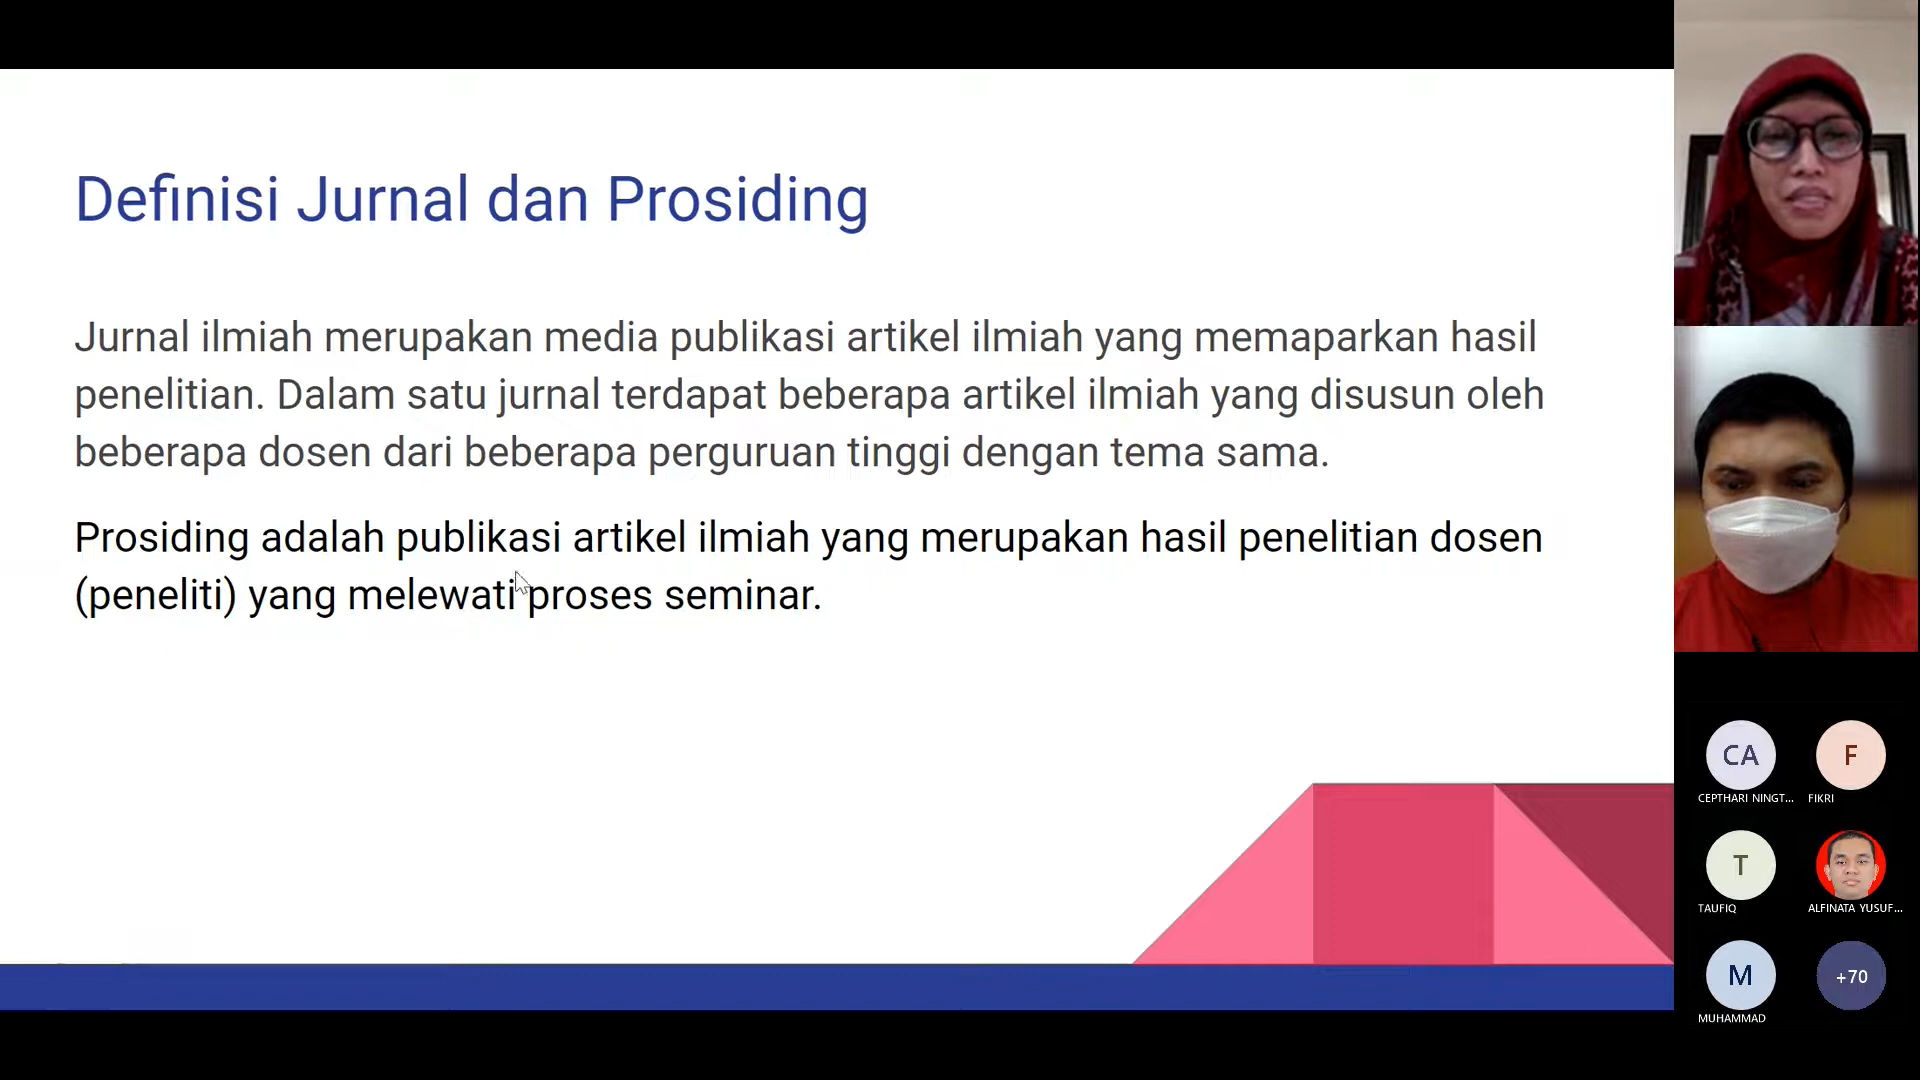 Definisi Jurnal dan Prosiding
Jurnal ilmiah merupakan media publikasi artikel ilmiah yang memaparkan hasil
penelitian. Dalam satu jurnal terdapat beberapa artikel ilmiah yang disusun oleh
beberapa dosen dari beberapa perguruan tinggi dengan tema sama.
Prosiding adalah publikasi artikel ilmiah yang merupakan hasil penelitian dosen
(peneliti) yang melewati proses seminar.
CA
F
CEPTHARI NINGT...
FIKRI
T
TAUFIQ
ALFINATA YUSUF...
M
+70
MUHAMMAD